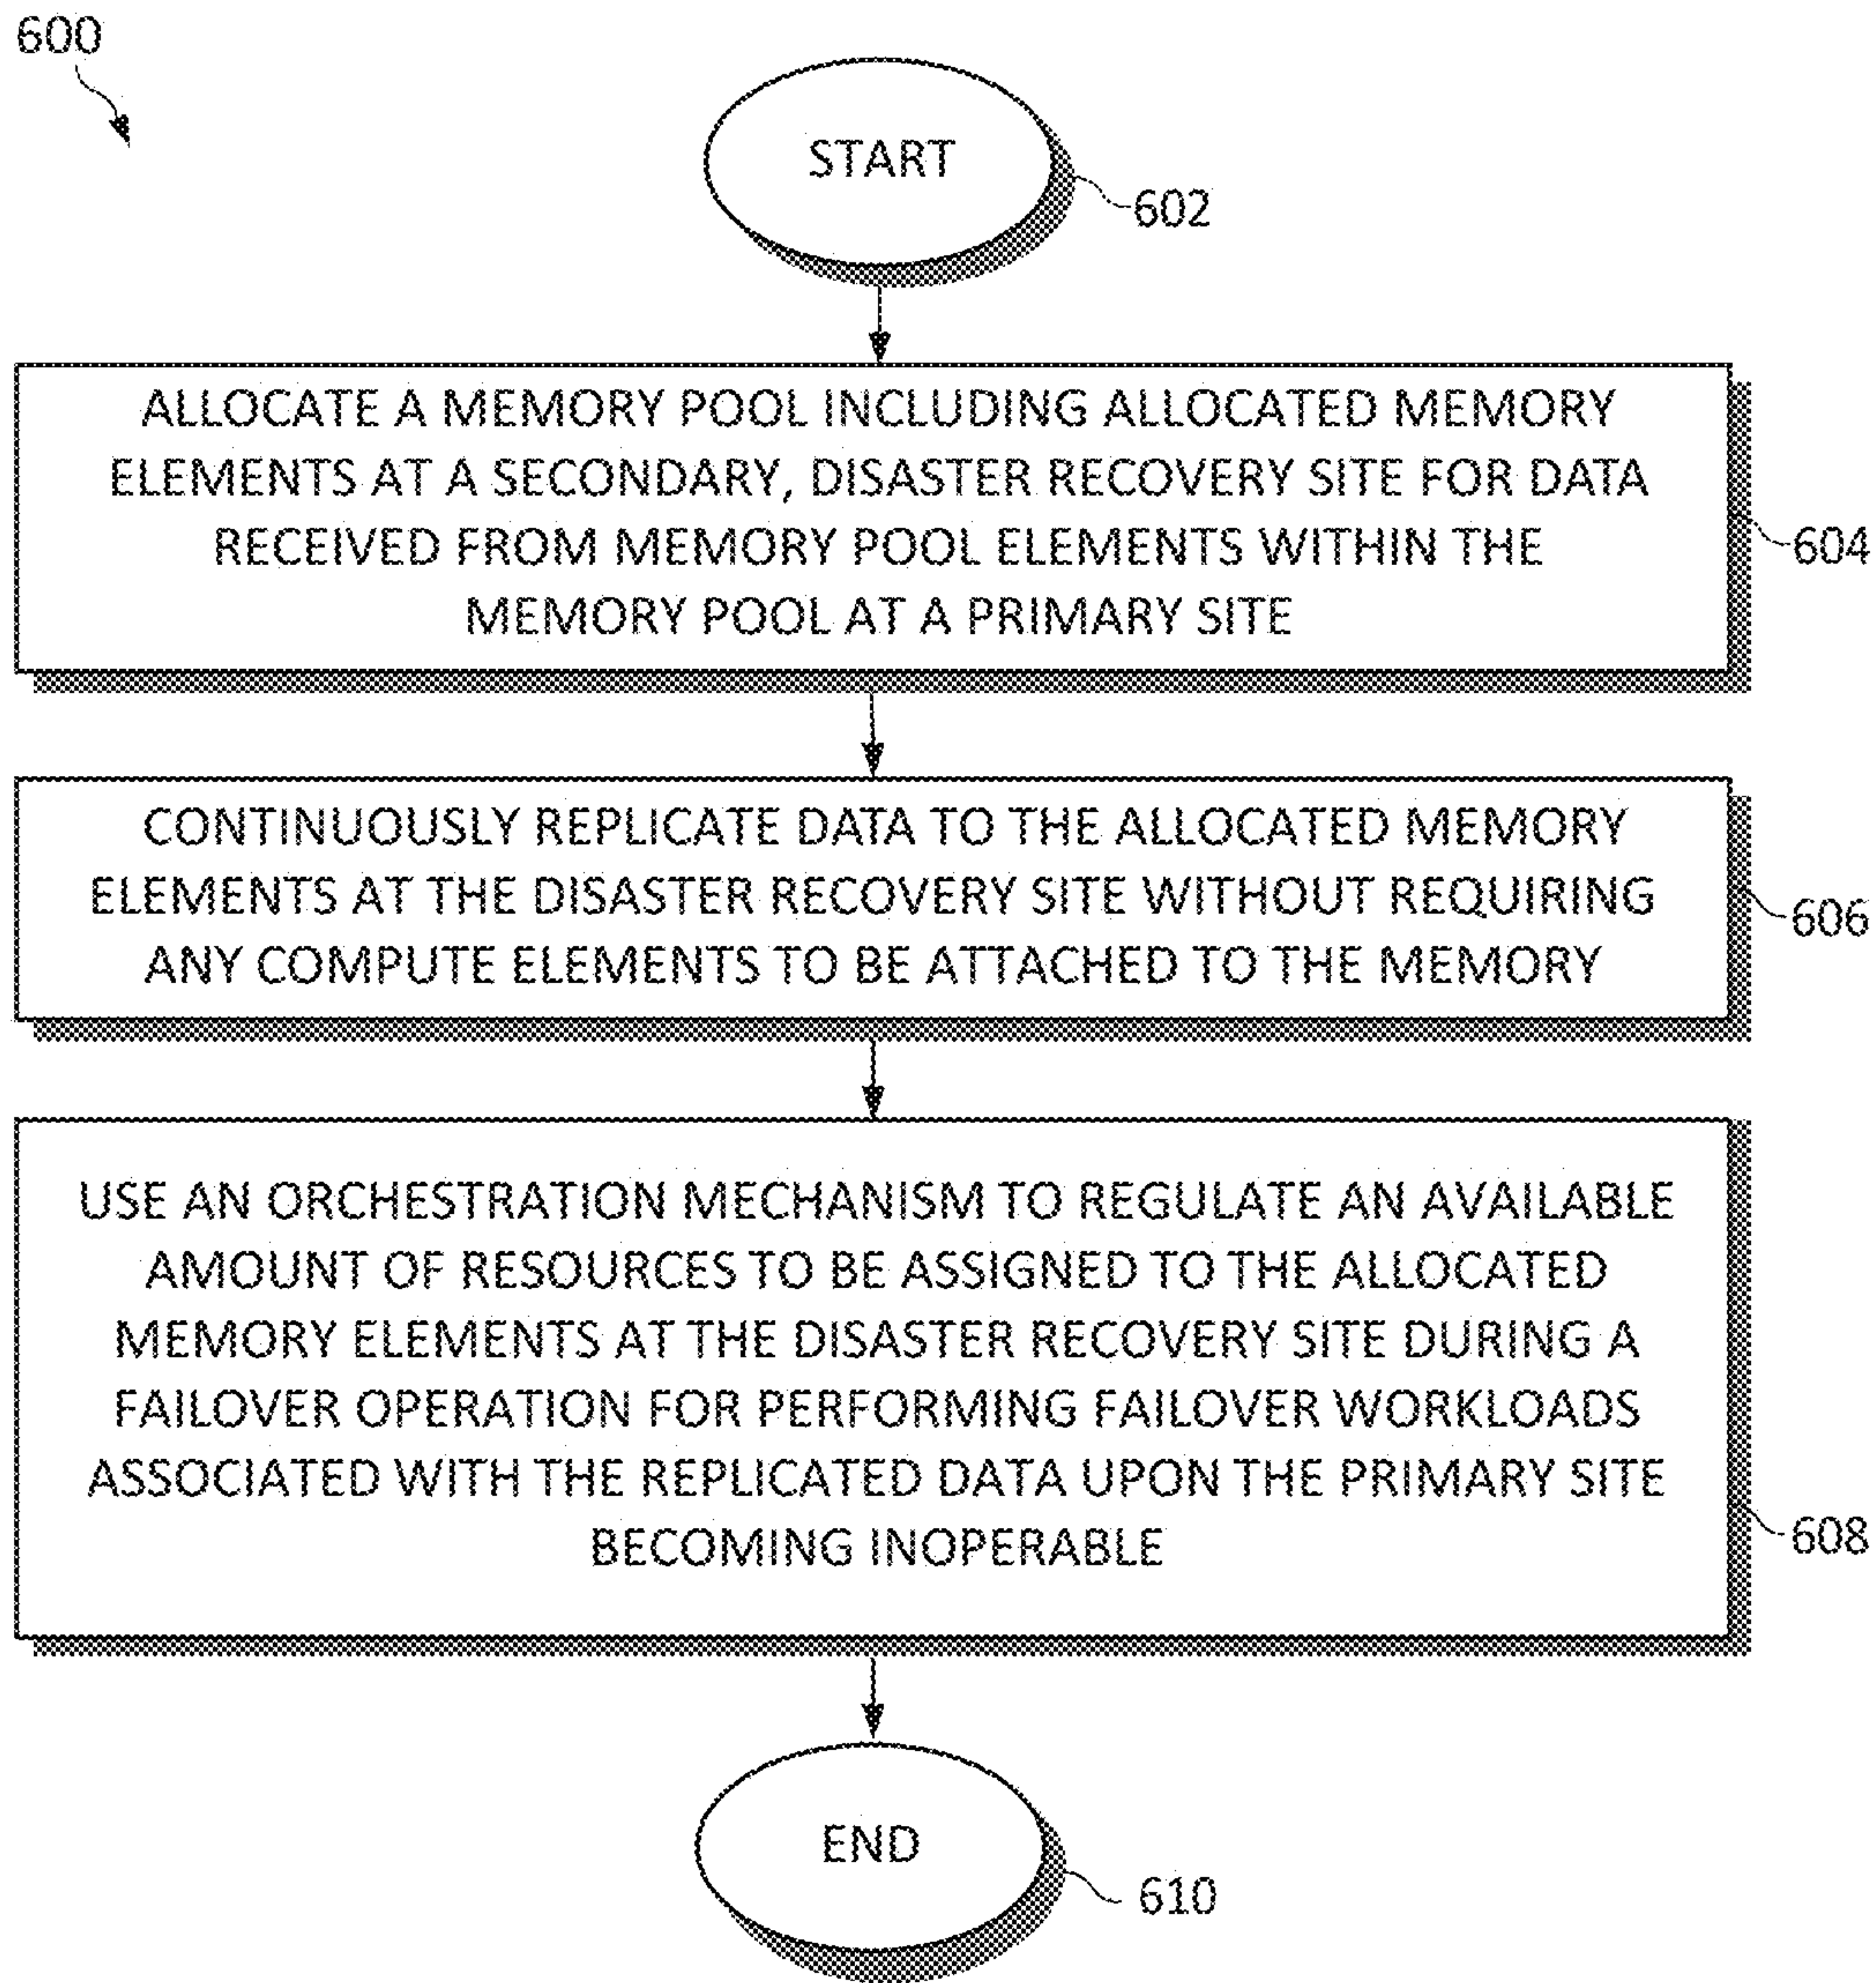 600
START
602
ALLOCATE A MEMORY POOL INCLUDING ALLOCATED MEMORY
ELEMENTS AT A SECONDARY, DISASTER RECOVERY SITE FOR DATA
RECEIVED FROM MEMORY POOL ELEMENTS WITHIN THE
MEMORY POOL AT A PRIMARY SITE
604
CONTINUOUSLY REPLICATE DATA TO THE ALLOCATED MEMORY
ELEMENTS AT THE DISASTER RECOVERY SITE WITHOUT REQUIRING
ANY COMPUTE ELEMENTS TO BE ATTACHED TO THE MEMORY
606
USE AN ORCHESTRATION MECHANISM TO REGULATE AN AVAILABLE
AMOUNT OF RESOURCES TO BE ASSIGNED TO THE ALLOCATED
MEMORY ELEMENTS AT THE DISASTER RECOVERY SITE DURING A
FAILOVER OPERATION FOR PERFORMING FAILOVER WORKLOADS
ASSOCIATED WITH THE REPLICATED DATA UPON THE PRIMARY SITE
BECOMING INOPERABLE
608
END
610